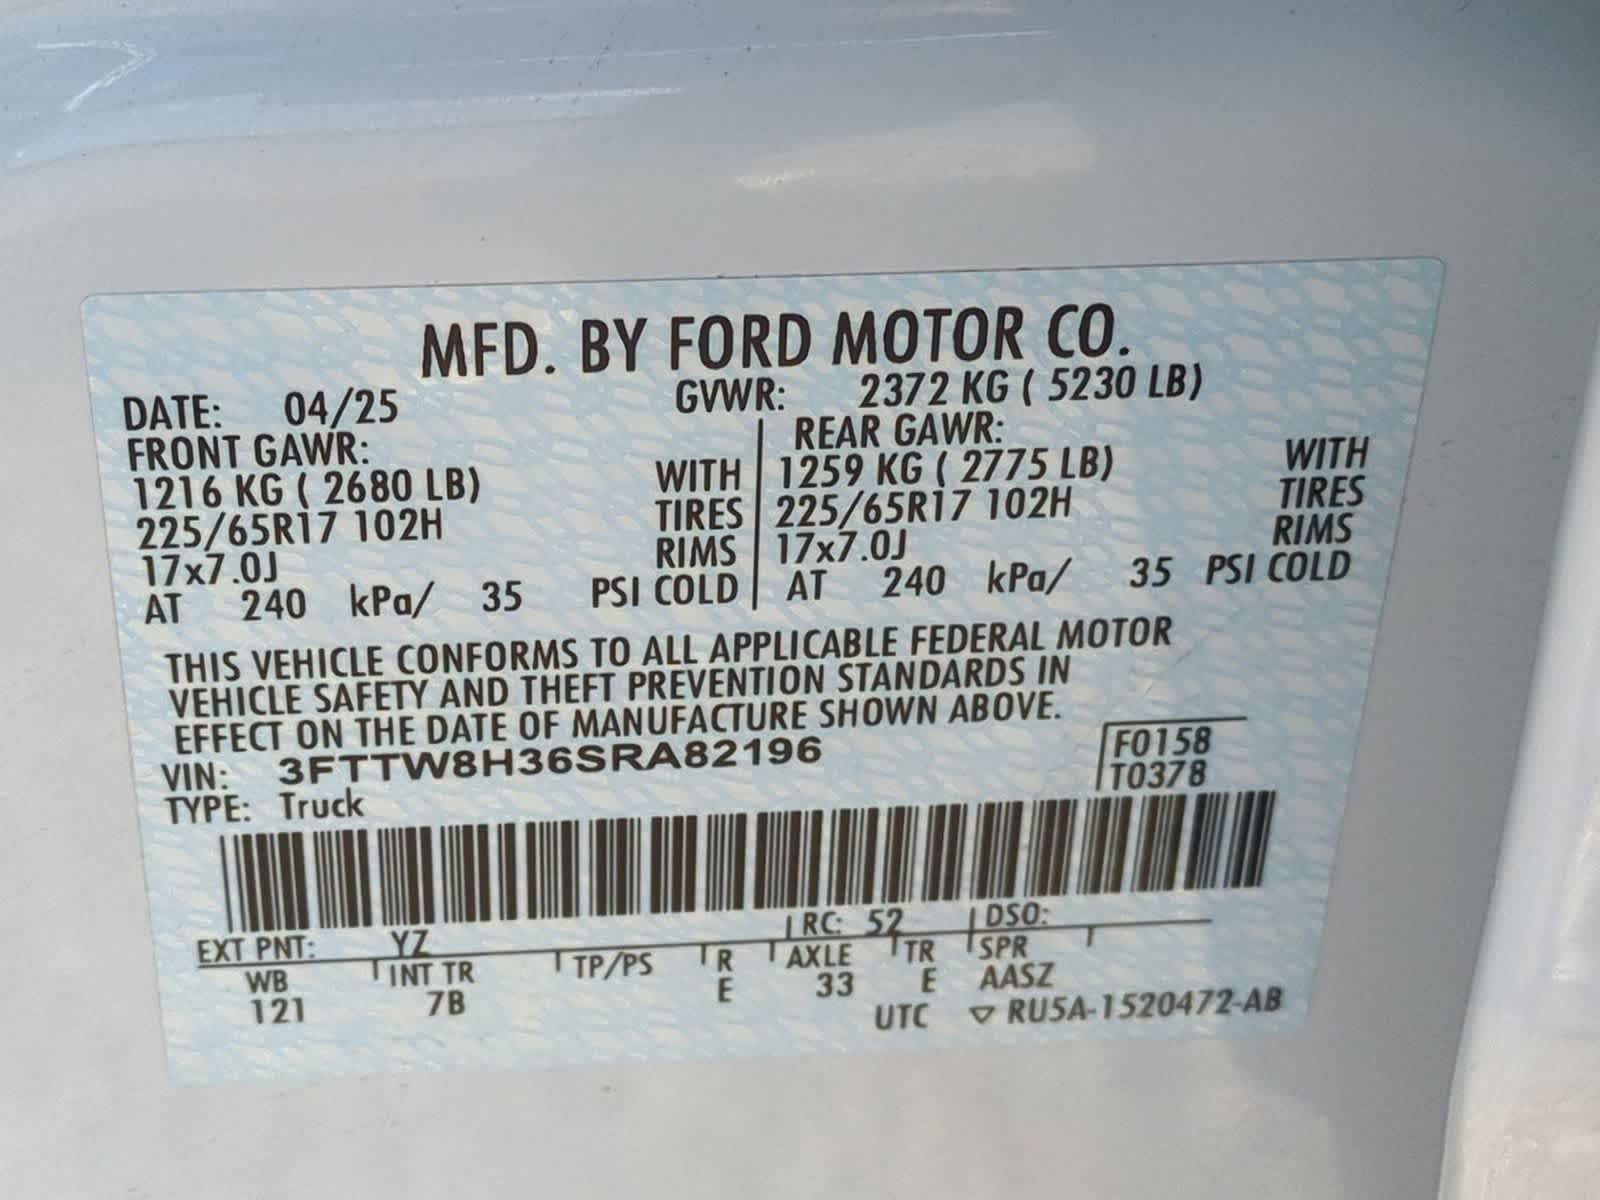 MFD. BY FORD MOTOR CO.
DATE: 04/25 GVWR: 2372 KG ( 5230 LB)
FRONT GAWR: REAR GAWR:
1216 KG ( 2680 LB) WITH 1259 KG ( 2775 LB) WITH
225/65R17 102H TIRES 225/65R17 102H TIRES
17x7.0J RIMS 17x7.0J RIMS
AT 240 kPa/ 35 PSI COLD AT 240 kPa/ 35 PSI COLD
THIS VEHICLE CONFORMS TO ALL APPLICABLE FEDERAL MOTOR
VEHICLE SAFETY AND THEFT PREVENTION STANDARDS IN
EFFECT ON THE DATE OF MANUFACTURE SHOWN ABOVE.
VIN: 3FTTW8H36SRA82196 F0158
TYPE: Truck T0378
EXT PNT: YZ RC: 52 DSO:
WB INT TR TP/PS R AXLE TR SPR
121 7B E 33 E AASZ
UTC ▽ RU5A-1520472-AB